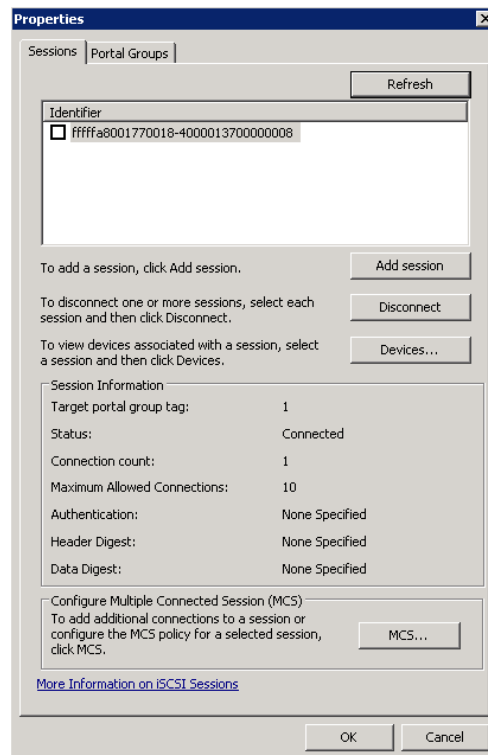 Properties
Sessions Portal Groups
Refresh
Identifier
fffffa8001770018-4000013700000008
To add a session, click Add session. Add session
To disconnect one or more sessions, select each
session and then click Disconnect.
Disconnect
To view devices associated with a session, select
a session and then click Devices.
Devices...
Session Information
Target portal group tag: 1
Status: Connected
Connection count: 1
Maximum Allowed Connections: 10
Authentication: None Specified
Header Digest: None Specified
Data Digest: None Specified
Configure Multiple Connected Session (MCS)
To add additional connections to a session or
configure the MCS policy for a selected session,
click MCS.
MCS...
More Information on iSCSI Sessions
OK Cancel